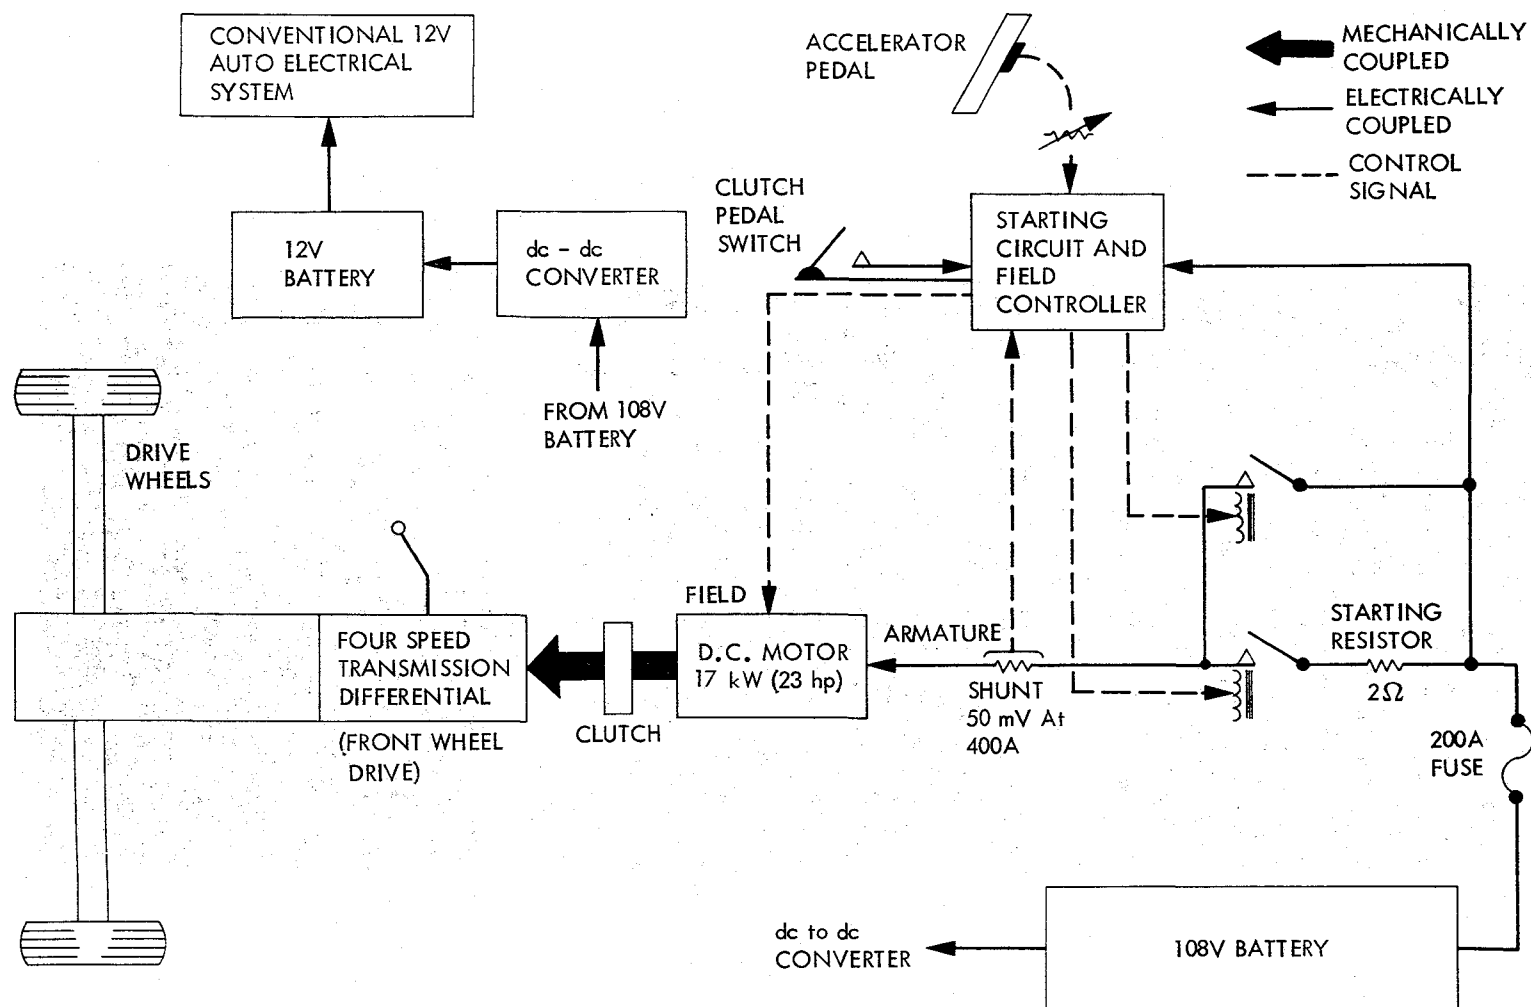 CONVENTIONAL 12V
AUTO ELECTRICAL
SYSTEM
ACCELERATOR
PEDAL
MECHANICALLY
COUPLED
ELECTRICALLY
COUPLED
CONTROL
SIGNAL
12V
BATTERY
dc - dc
CONVERTER
CLUTCH
PEDAL
SWITCH
STARTING
CIRCUIT AND
FIELD
CONTROLLER
FROM 108V
BATTERY
DRIVE
WHEELS
FIELD
ARMATURE
STARTING
RESISTOR
2Ω
FOUR SPEED
TRANSMISSION
DIFFERENTIAL
(FRONT WHEEL
DRIVE)
CLUTCH
D.C. MOTOR
17 kW (23 hp)
SHUNT
50 mV At
400A
200A
FUSE
dc to dc
CONVERTER
108V BATTERY